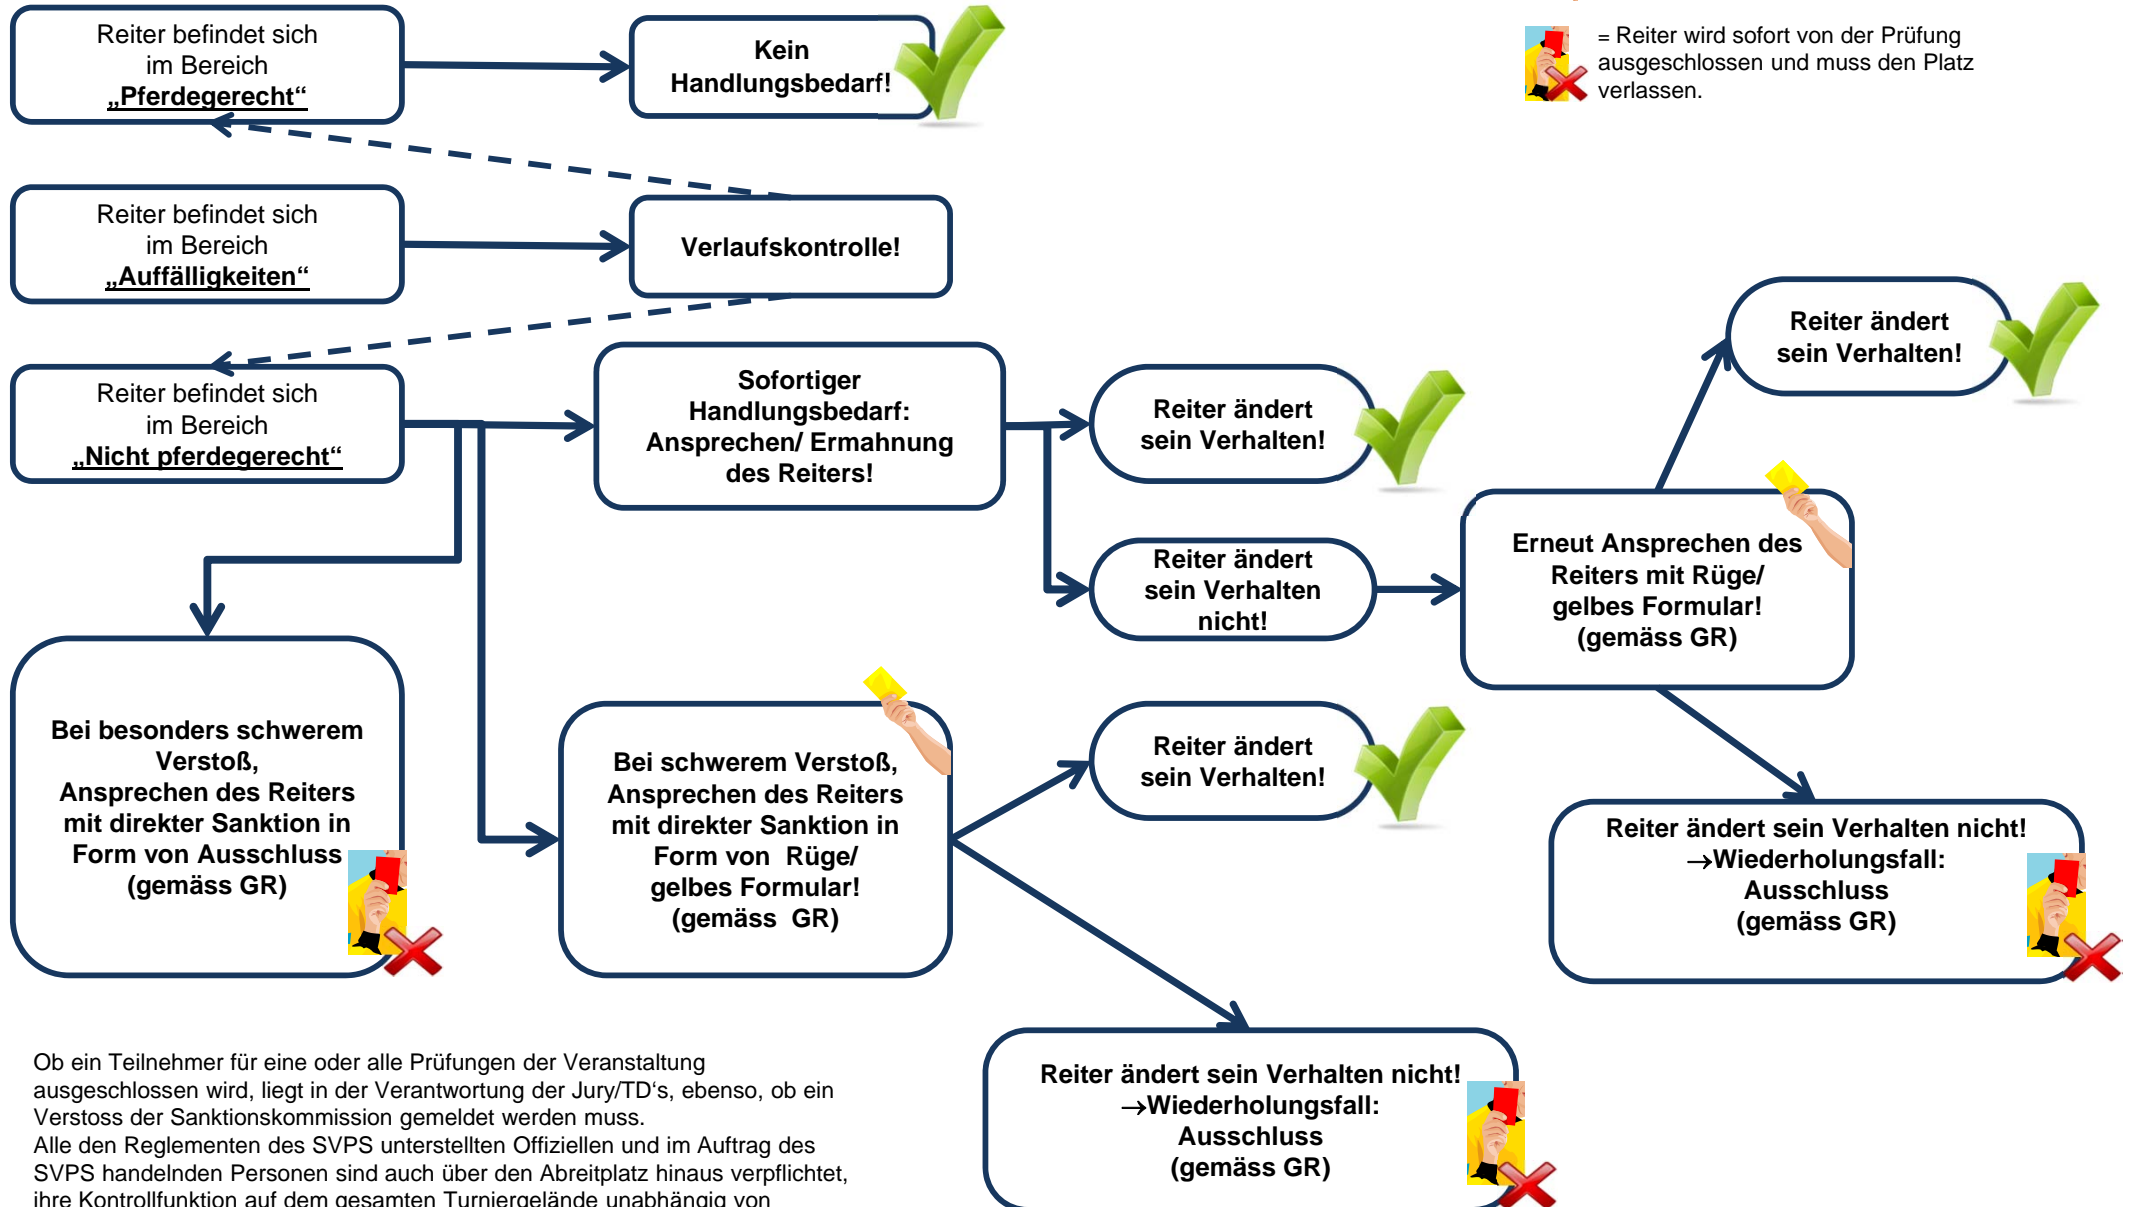 Reiter befindet sich
im Bereich
„Pferdegerecht“
Kein
Handlungsbedarf!
= Reiter wird sofort von der Prüfung
ausgeschlossen und muss den Platz
verlassen.
Reiter befindet sich
im Bereich
„Auffälligkeiten“
Verlaufskontrolle!
Reiter ändert
sein Verhalten!
Reiter befindet sich
im Bereich
„Nicht pferdegerecht“
Sofortiger
Handlungsbedarf:
Ansprechen/ Ermahnung
des Reiters!
Reiter ändert
sein Verhalten!
Reiter ändert
sein Verhalten
nicht!
Erneut Ansprechen des
Reiters mit Rüge/
gelbes Formular!
(gemäss GR)
Bei besonders schwerem
Verstoß,
Ansprechen des Reiters
mit direkter Sanktion in
Form von Ausschluss
(gemäss GR)
Bei schwerem Verstoß,
Ansprechen des Reiters
mit direkter Sanktion in
Form von Rüge/
gelbes Formular!
(gemäss GR)
Reiter ändert
sein Verhalten!
Reiter ändert sein Verhalten nicht!
→Wiederholungsfall:
Ausschluss
(gemäss GR)
Reiter ändert sein Verhalten nicht!
→Wiederholungsfall:
Ausschluss
(gemäss GR)
Ob ein Teilnehmer für eine oder alle Prüfungen der Veranstaltung
ausgeschlossen wird, liegt in der Verantwortung der Jury/TD‘s, ebenso, ob ein
Verstoss der Sanktionskommission gemeldet werden muss.
Alle den Reglementen des SVPS unterstellten Offiziellen und im Auftrag des
SVPS handelnden Personen sind auch über den Abreitplatz hinaus verpflichtet,
ihre Kontrollfunktion auf dem gesamten Turniergelände unabhängig von